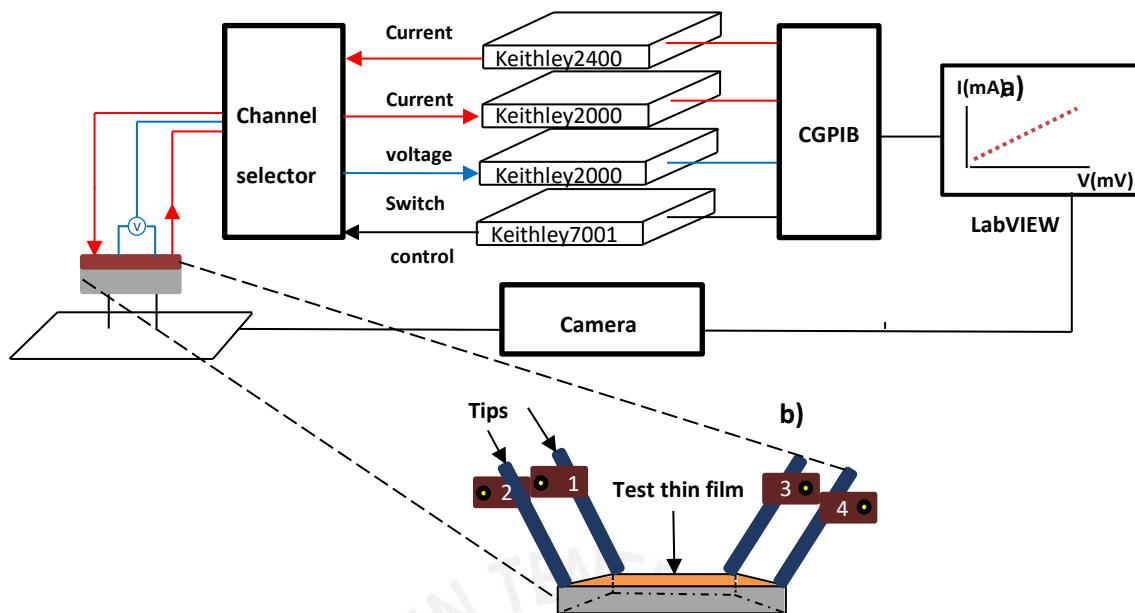 Current
Keithley2400
Current
Keithley2000
voltage
Keithley2000
Switch
control
Keithley7001
Channel
selector
CGPIB
I(mA)
a)
V(mV)
LabVIEW
V
Camera
b)
Tips
2
1
Test thin film
3
4